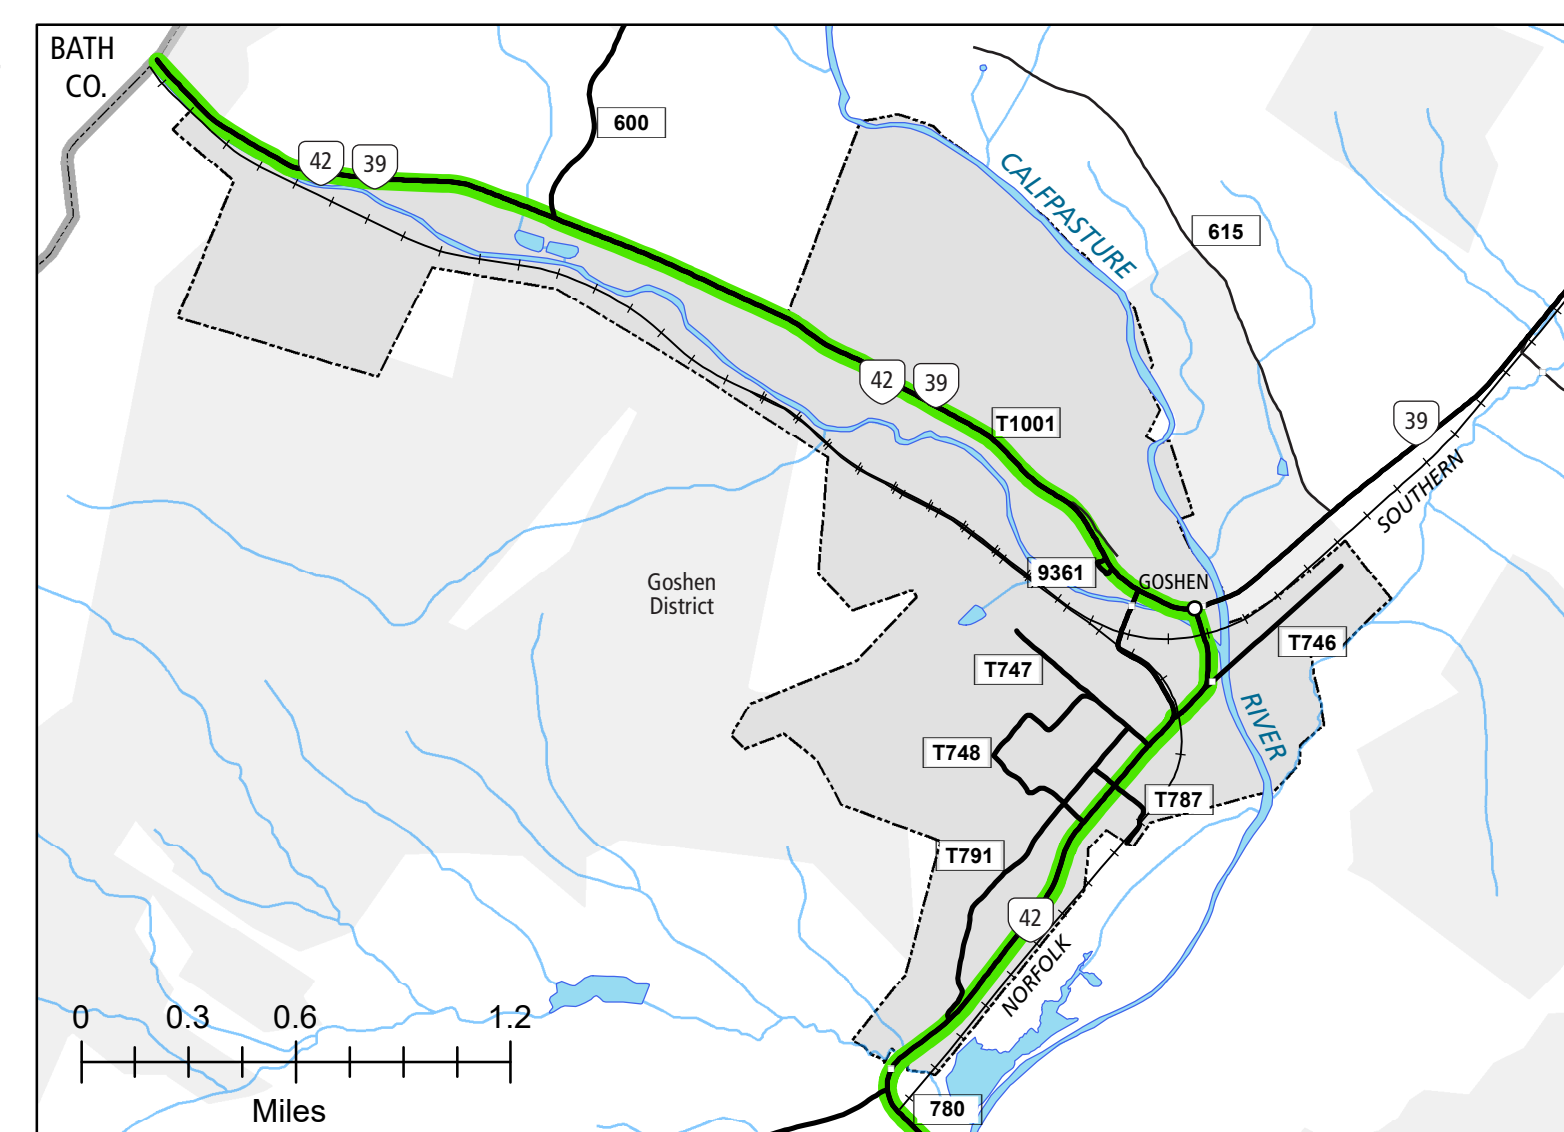 BATH
CO.
600
42
39
CALFPASTURE
615
42
39
T1001
39
SOUTHERN
9361
GOSHEN
Goshen
District
T746
T747
RIVER
T748
T787
T791
42
NORFOLK
0 0.3 0.6 1.2
Miles
780